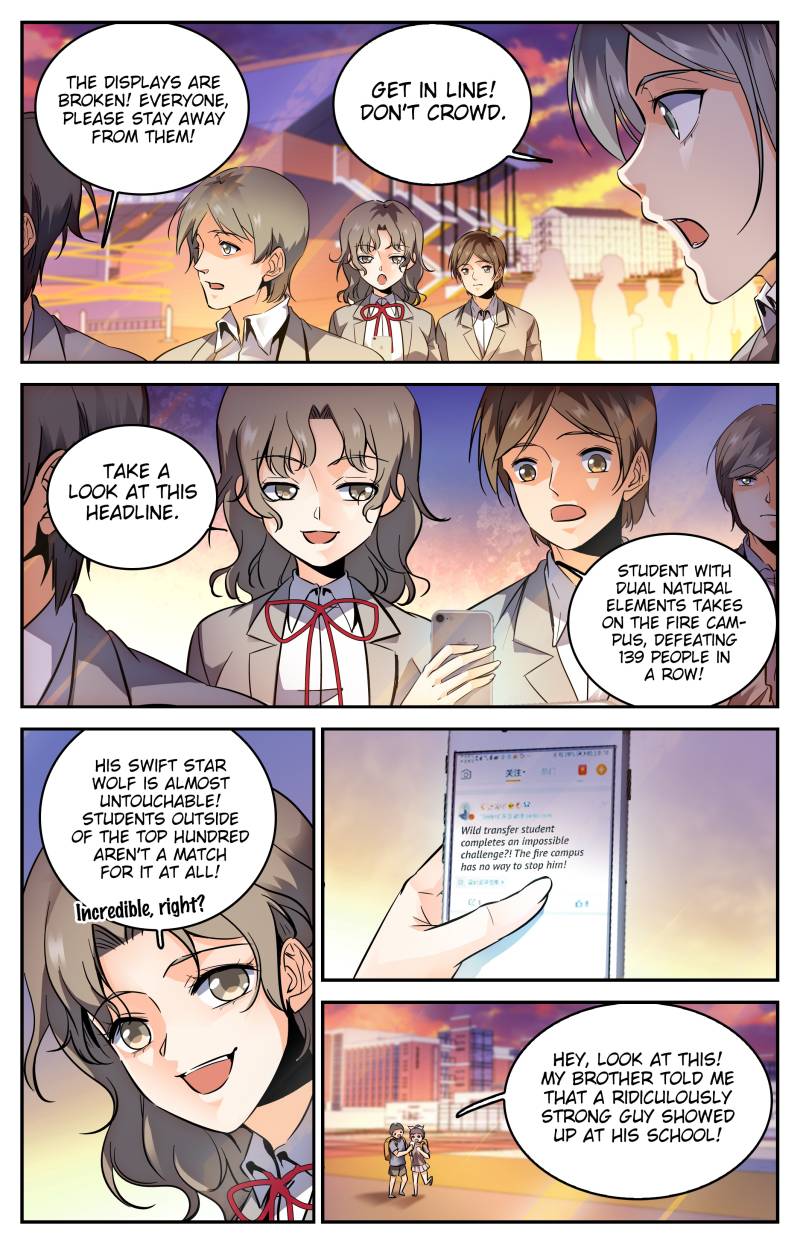 THE DISPLAYS ARE
BROKEN! EVERYONE,
PLEASE STAY AWAY
FROM THEM!
GET IN LINE!
DON'T CROWD.
TAKE A
LOOK AT THIS
HEADLINE.
STUDENT WITH
DUAL NATURAL
ELEMENTS TAKES
ON THE FIRE CAM-
PUS, DEFEATING
139 PEOPLE IN
A ROW!
HIS SWIFT STAR
WOLF IS ALMOST
UNTOUCHABLE!
STUDENTS OUTSIDE
OF THE TOP HUNDRED
AREN'T A MATCH
FOR IT AT ALL!
Incredible, right?
关注
热门
Wild transfer student
completes an impossible
challenge?! The fire campus
has no way to stop him!
HEY, LOOK AT THIS!
MY BROTHER TOLD ME
THAT A RIDICULOUSLY
STRONG GUY SHOWED
UP AT HIS SCHOOL!